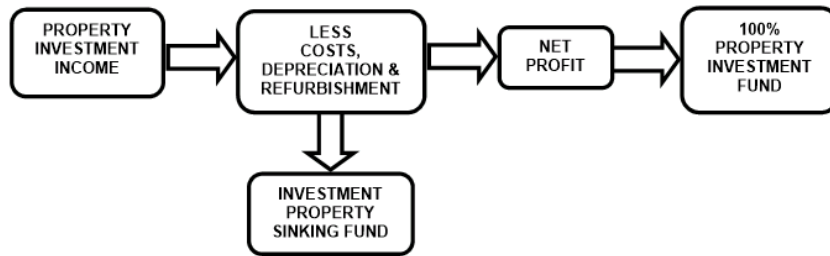 PROPERTY
INVESTMENT
INCOME
LESS
COSTS,
DEPRECIATION &
REFURBISHMENT
NET
PROFIT
100%
PROPERTY
INVESTMENT
FUND
INVESTMENT
PROPERTY
SINKING FUND